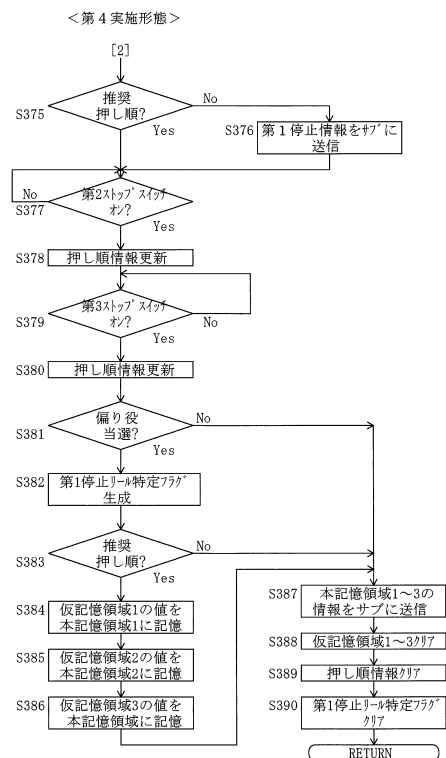 ＜第４実施形態＞
[2]
S375
推奨
押し順?
No
Yes
S376
第１停止情報をｻﾌﾞに
送信
No
S377
第2ｽﾄｯﾌﾟｽｲｯﾁ
ｵﾝ?
Yes
S378
押し順情報更新
S379
第3ｽﾄｯﾌﾟｽｲｯﾁ
ｵﾝ?
No
Yes
S380
押し順情報更新
S381
偏り役
当選?
No
Yes
S382
第1停止ﾘｰﾙ特定ﾌﾗｸﾞ
生成
S383
推奨
押し順?
No
Yes
S384
仮記憶領域1の値を
本記憶領域1に記憶
S385
仮記憶領域2の値を
本記憶領域2に記憶
S386
仮記憶領域3の値を
本記憶領域に記憶
S387
本記憶領域1～3の
情報をサブに送信
S388
仮記憶領域1～3ｸﾘｱ
S389
押し順情報クリア
S390
第1停止ﾘｰﾙ特定ﾌﾗｸﾞ
ｸﾘｱ
RETURN